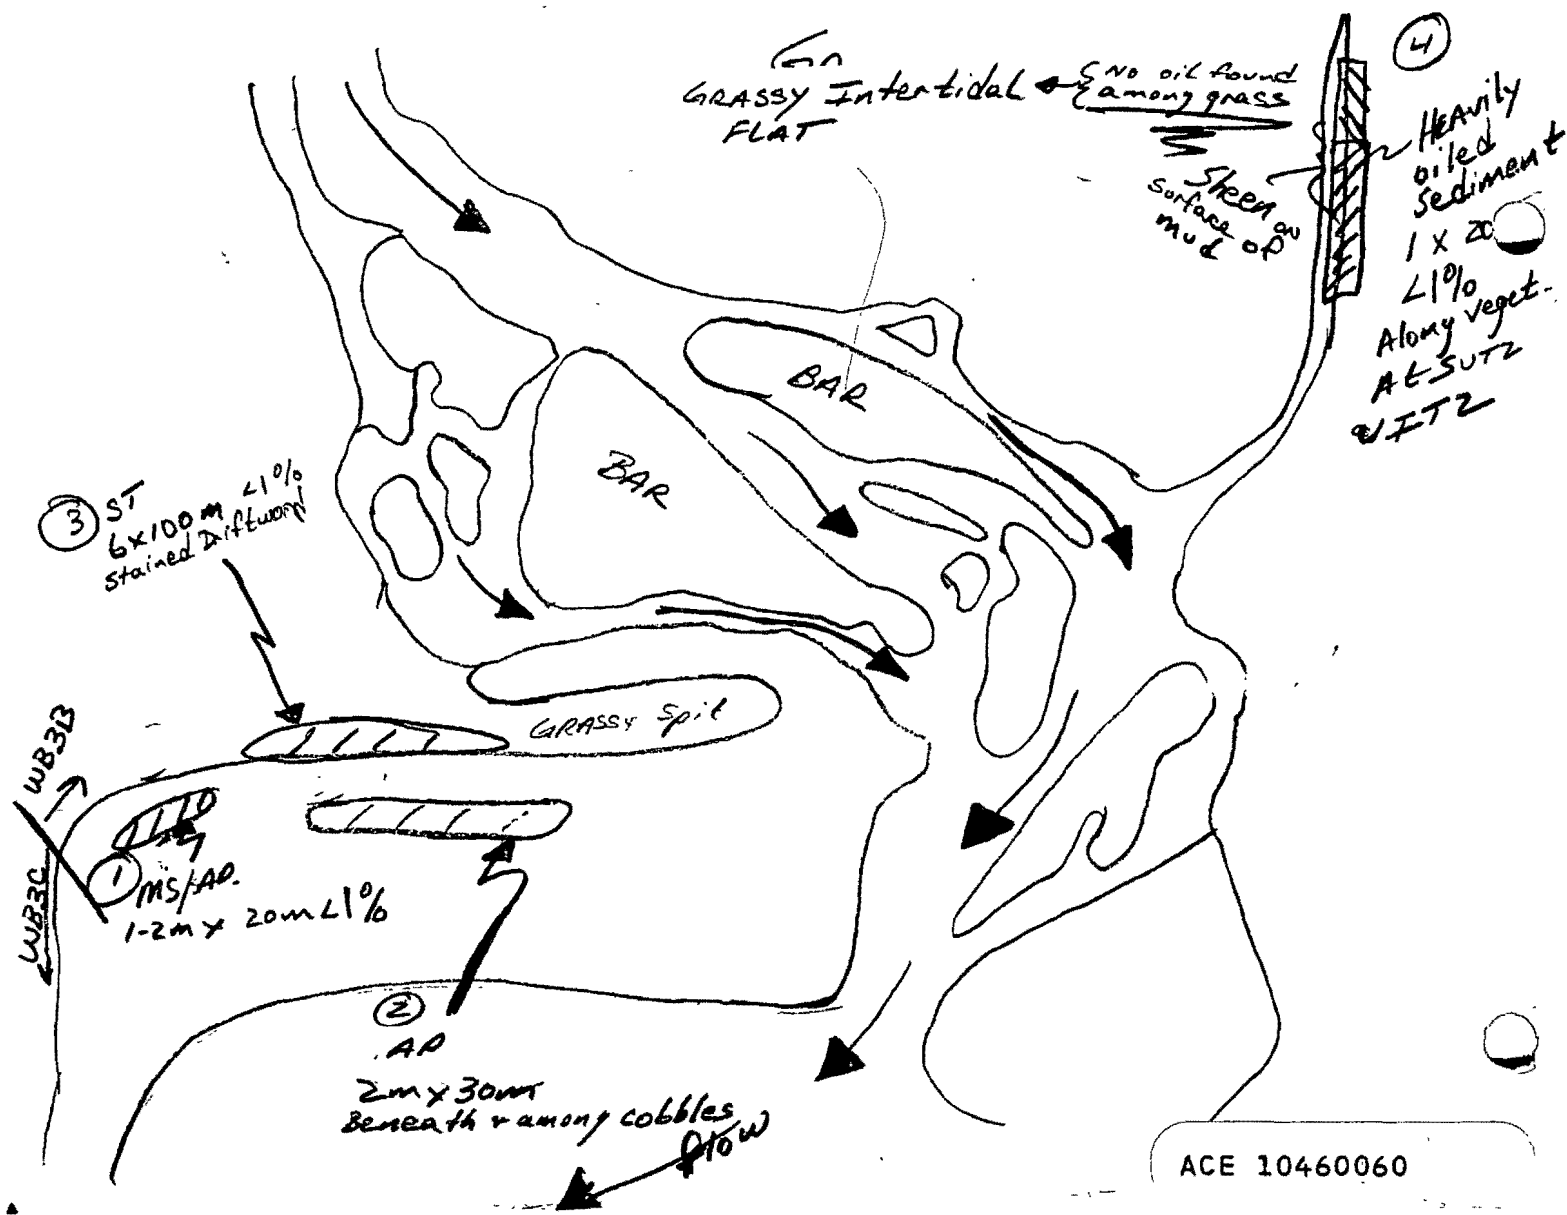 GRASSY Intertidal
FLAT
No oil found
among grass
4
HEAvily
oiled
Sediment
1 x 20
<1%
Along veget.
At SUTZ
UITZ
Sheen on
surface of
mud
BAR
BAR
3 ST
6x100m <1%
Stained Driftwood
GRASSY Spit
WB3B
WB3C
1 MS/AP.
1-2m x 20m <1%
2
AP
2m x 30m
Beneath & among cobbles
flow
ACE 10460060